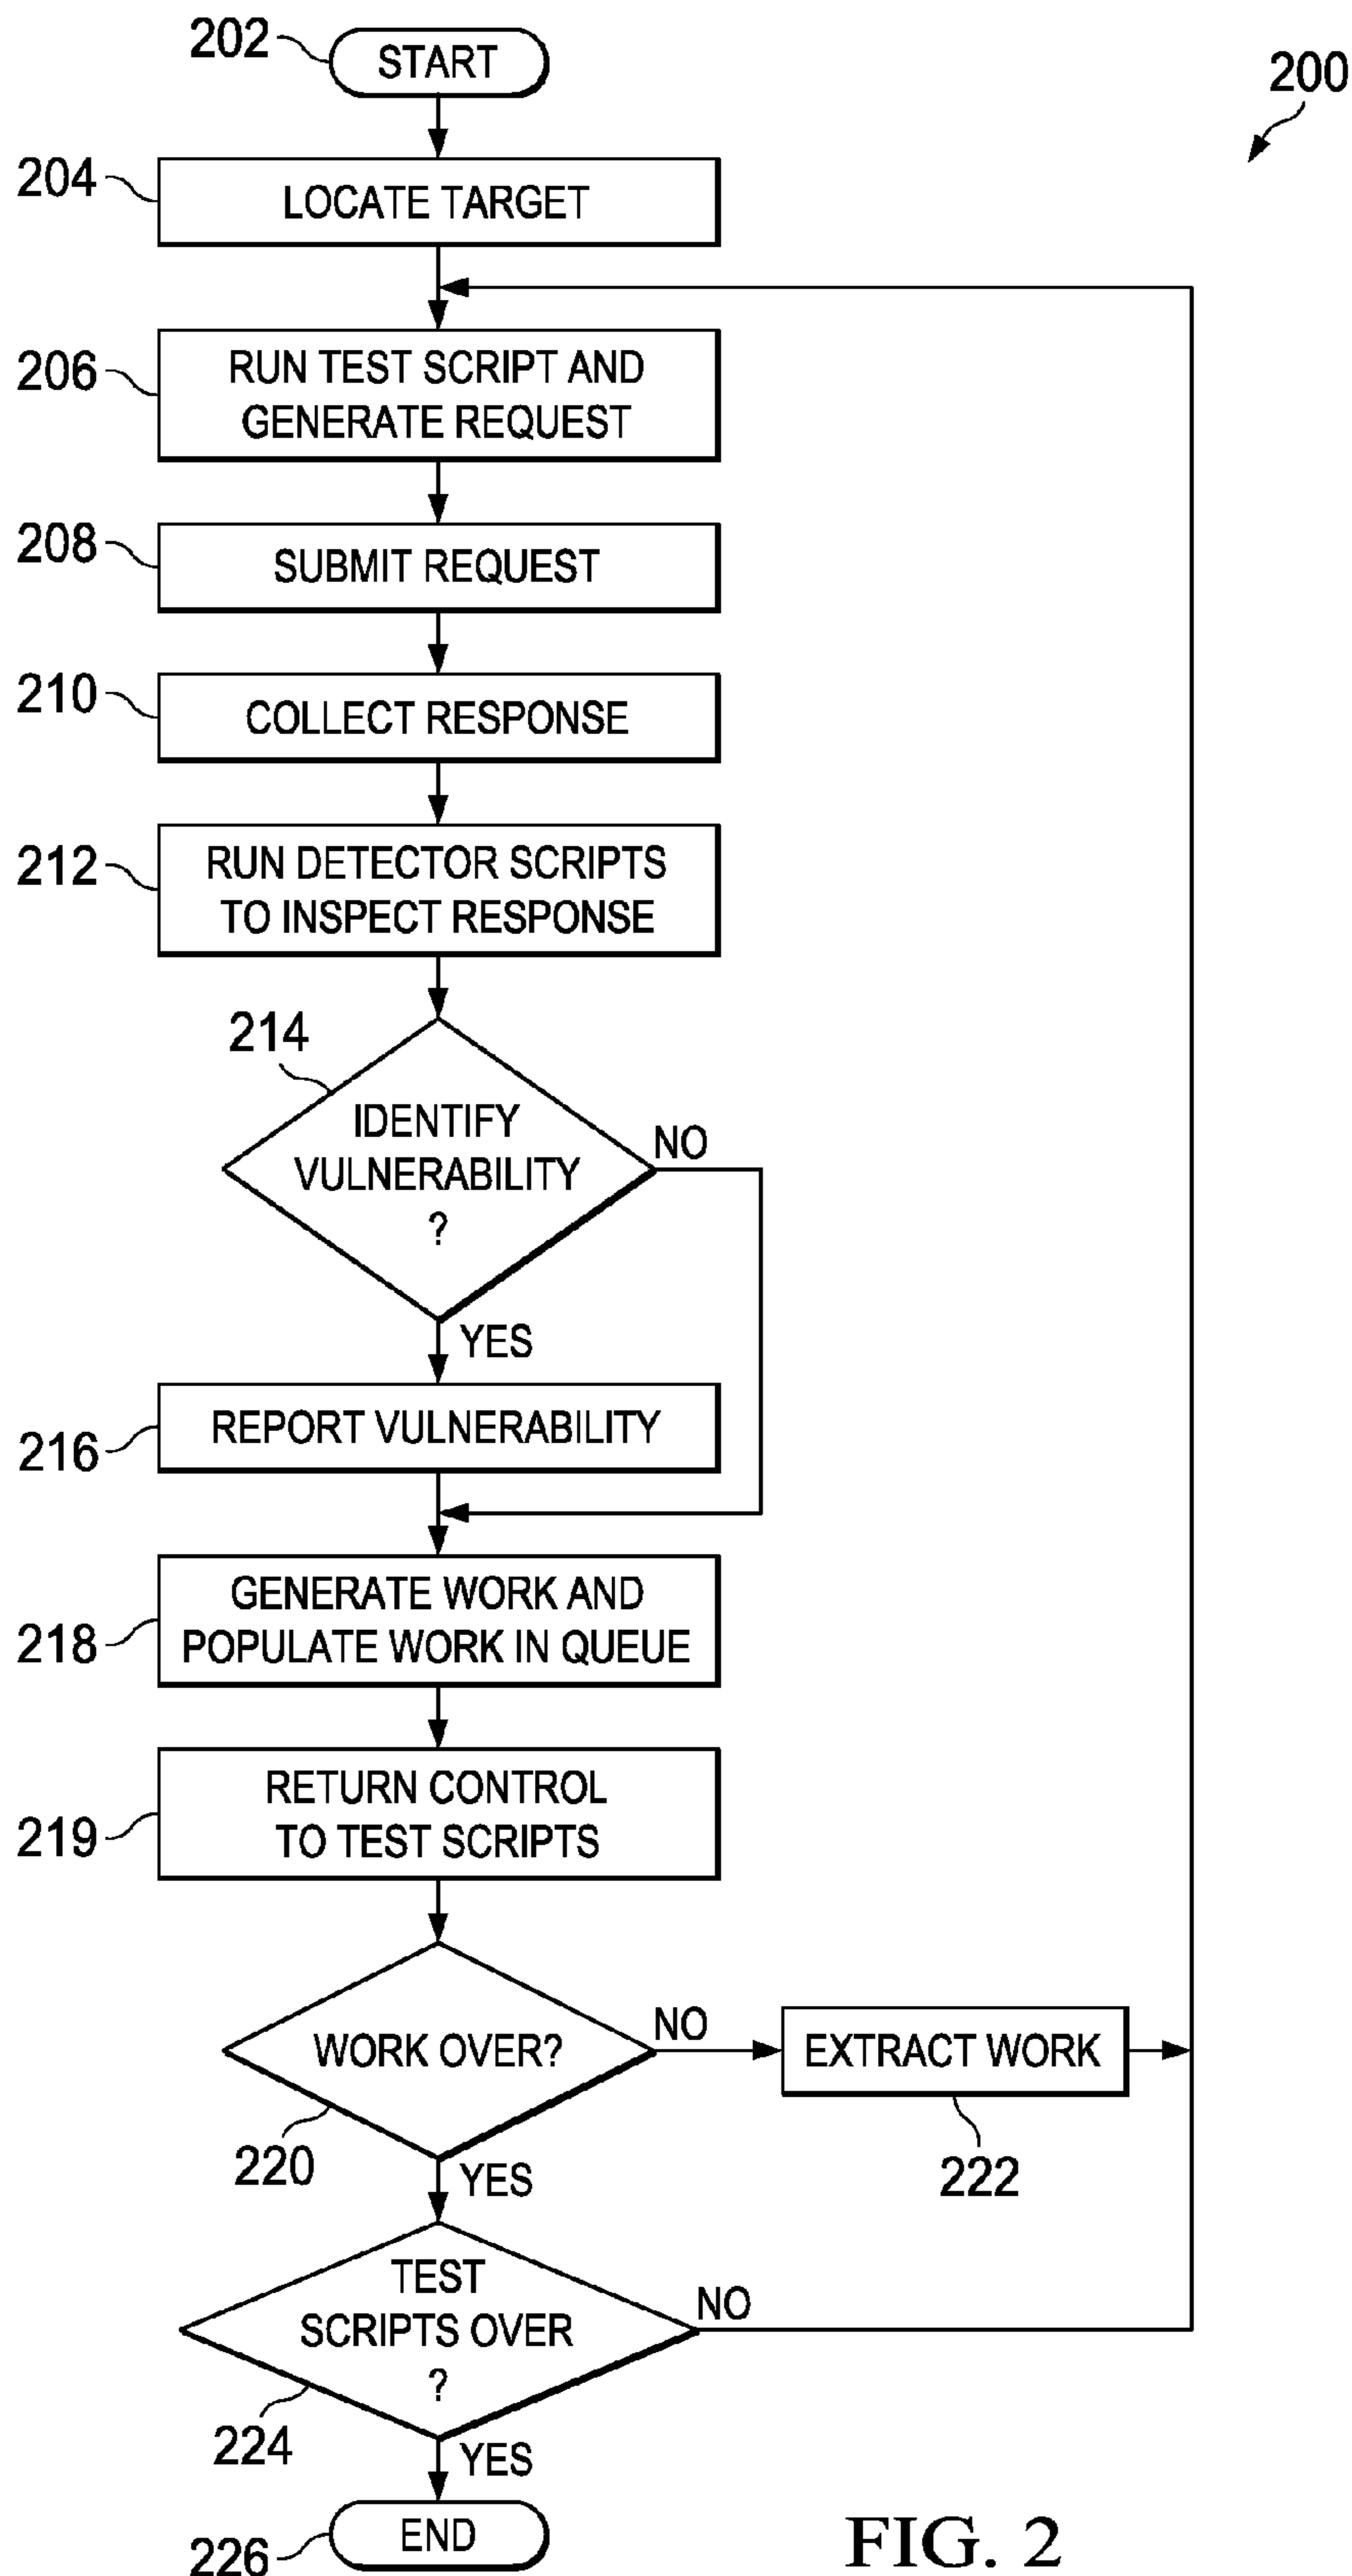 202
START
200
204
LOCATE TARGET
206
RUN TEST SCRIPT AND
GENERATE REQUEST
208
SUBMIT REQUEST
210
COLLECT RESPONSE
212
RUN DETECTOR SCRIPTS
TO INSPECT RESPONSE
214
IDENTIFY
VULNERABILITY
?
NO
YES
216
REPORT VULNERABILITY
218
GENERATE WORK AND
POPULATE WORK IN QUEUE
219
RETURN CONTROL
TO TEST SCRIPTS
WORK OVER?
NO
EXTRACT WORK
220
222
YES
TEST
SCRIPTS OVER
?
NO
224
YES
226
END
FIG. 2